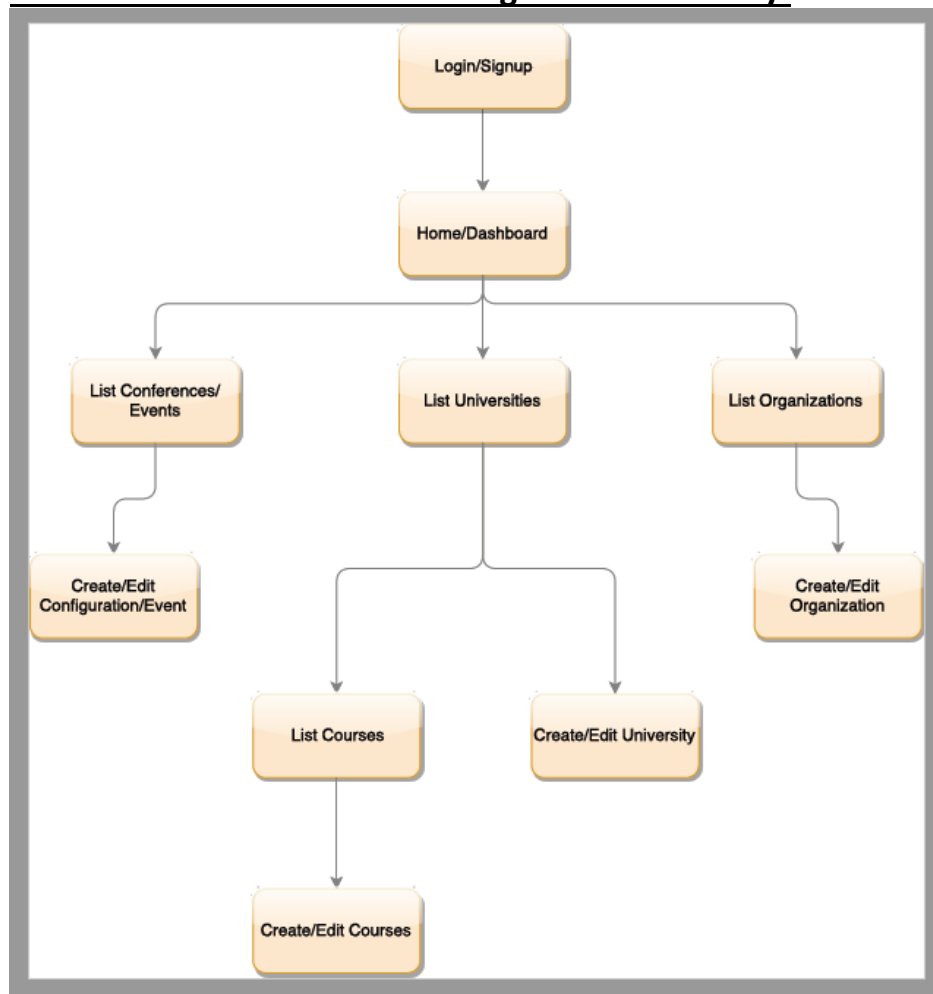 Login/Signup
Home/Dashboard
List Conferences/
Events
List Universities
List Organizations
Create/Edit
Configuration/Event
Create/Edit
Organization
List Courses
Create/Edit University
Create/Edit Courses